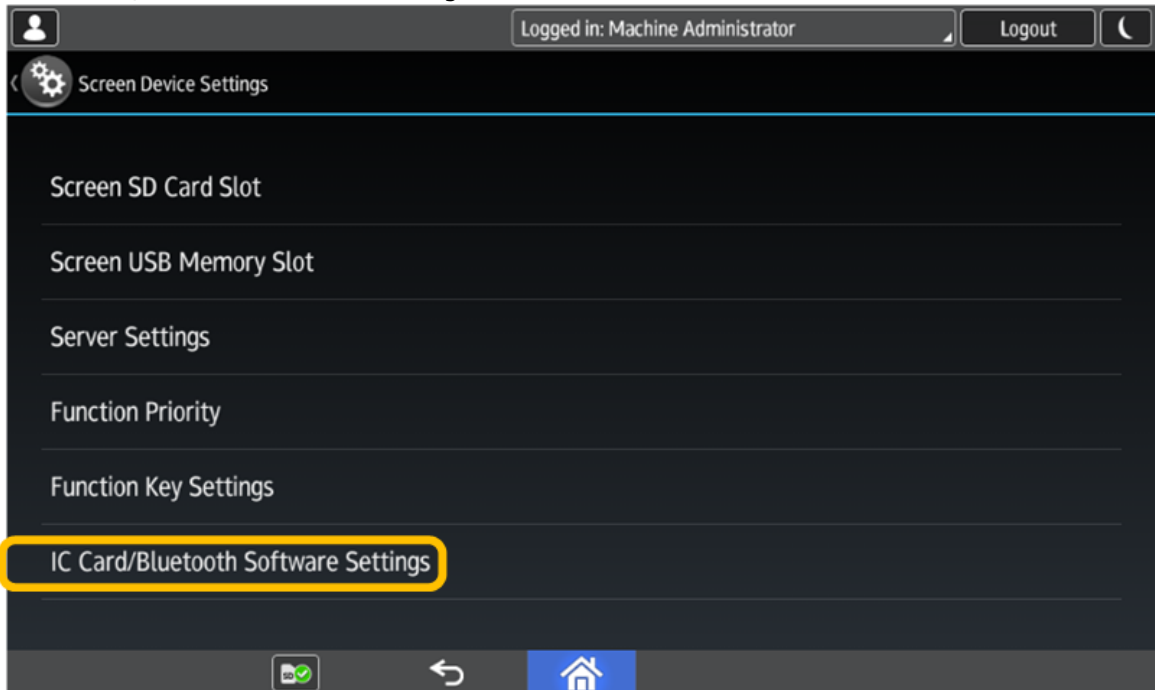 Logged in: Machine Administrator
Logout
Screen Device Settings
Screen SD Card Slot
Screen USB Memory Slot
Server Settings
Function Priority
Function Key Settings
IC Card/Bluetooth Software Settings
SD